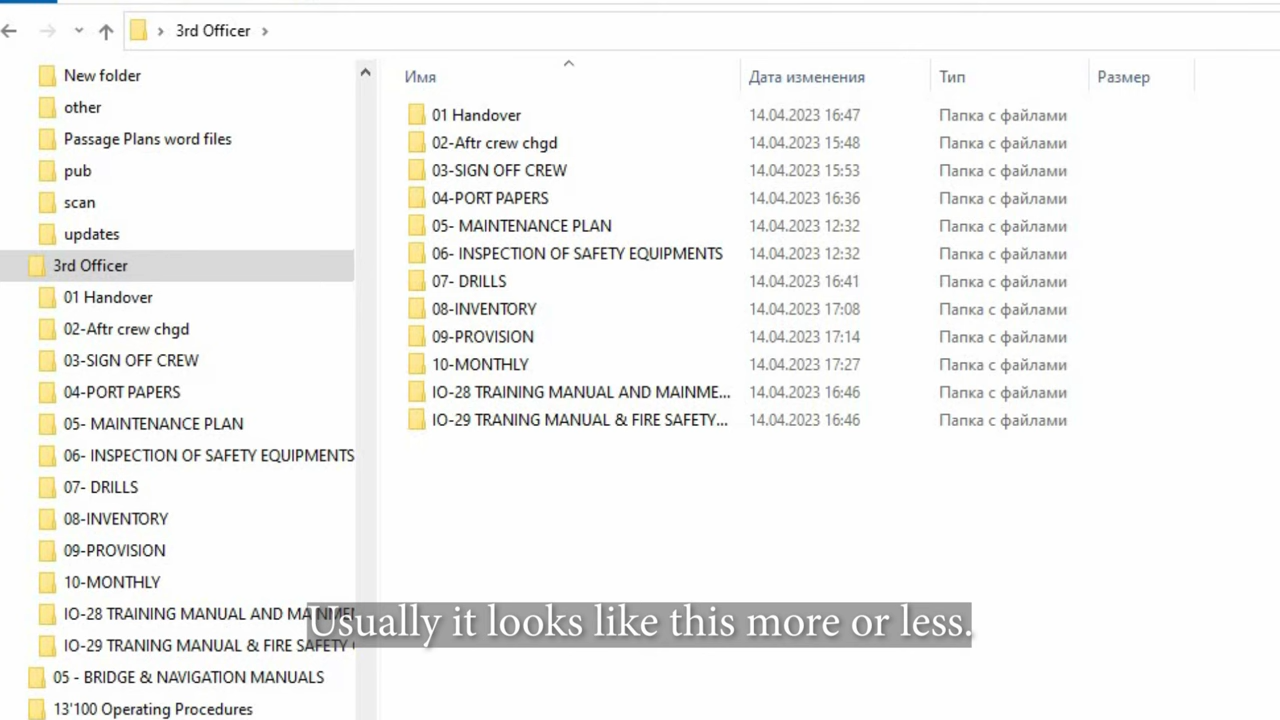 3rd Officer
New folder
other
Passage Plans word files
pub
scan
updates
3rd Officer
01 Handover
02-Aftr crew chgd
03-SIGN OFF CREW
04-PORT PAPERS
05- MAINTENANCE PLAN
06- INSPECTION OF SAFETY EQUIPMENTS
07- DRILLS
08-INVENTORY
09-PROVISION
10-MONTHLY
IO-28 TRAINING MANUAL AND MAINMEN
IO-29 TRANING MANUAL & FIRE SAFETY
05 - BRIDGE & NAVIGATION MANUALS
13'100 Operating Procedures
Имя Дата изменения Тип Размер
01 Handover 14.04.2023 16:47 Папка с файлами
02-Aftr crew chgd 14.04.2023 15:48 Папка с файлами
03-SIGN OFF CREW 14.04.2023 15:53 Папка с файлами
04-PORT PAPERS 14.04.2023 16:36 Папка с файлами
05- MAINTENANCE PLAN 14.04.2023 12:32 Папка с файлами
06- INSPECTION OF SAFETY EQUIPMENTS 14.04.2023 12:32 Папка с файлами
07- DRILLS 14.04.2023 16:41 Папка с файлами
08-INVENTORY 14.04.2023 17:08 Папка с файлами
09-PROVISION 14.04.2023 17:14 Папка с файлами
10-MONTHLY 14.04.2023 17:27 Папка с файлами
IO-28 TRAINING MANUAL AND MAINME... 14.04.2023 16:46 Папка с файлами
IO-29 TRANING MANUAL & FIRE SAFETY... 14.04.2023 16:46 Папка с файлами
Usually it looks like this more or less.